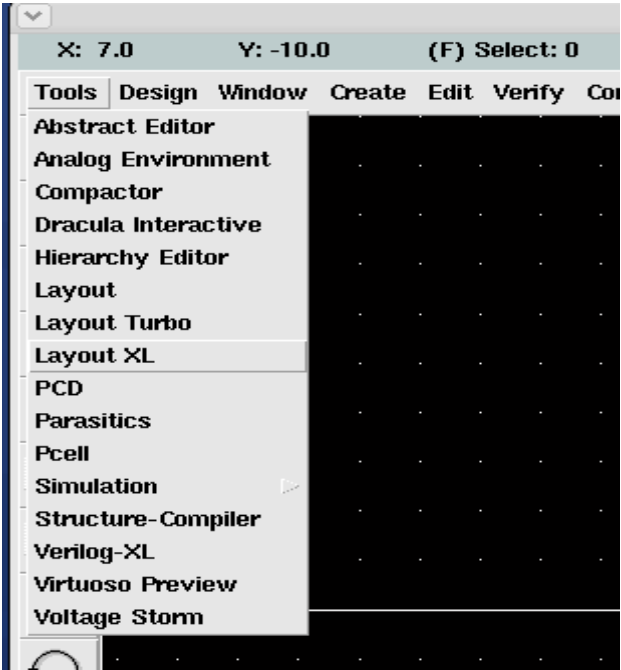 X: 7.0 Y: -10.0 (F) Select: 0
Tools Design Window Create Edit Verify
Abstract Editor
Analog Environment
Compactor
Dracula Interactive
Hierarchy Editor
Layout
Layout Turbo
Layout XL
PCD
Parasitics
Pcell
Simulation
Structure-Compiler
Verilog-XL
Virtuoso Preview
Voltage Storm